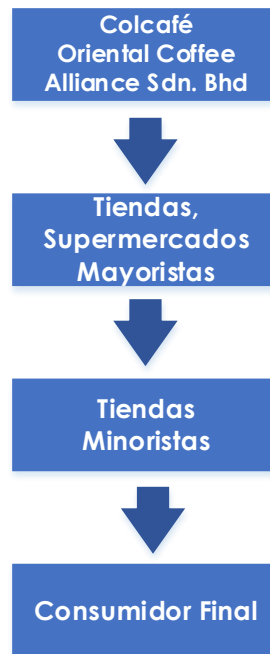 Colcafé
Oriental Coffee
Alliance Sdn. Bhd
Tiendas,
Supermercados
Mayoristas
Tiendas
Minoristas
Consumidor Final